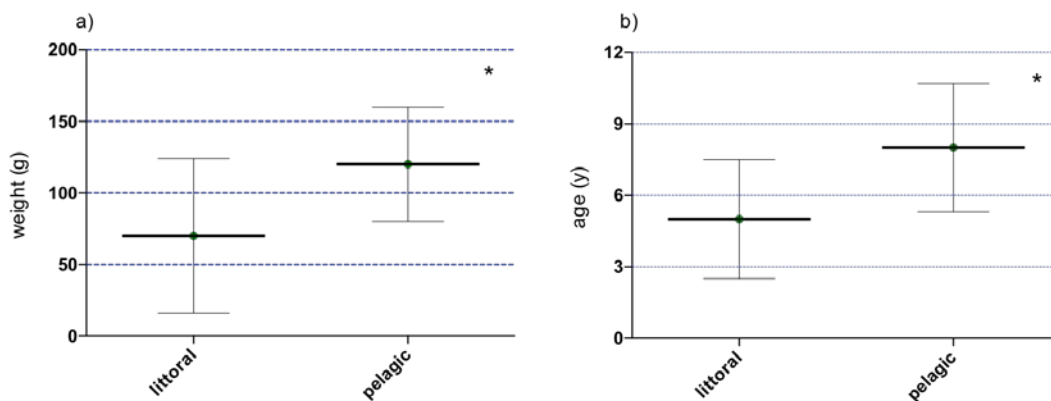 a)
weight (g)
200
150
100
50
0
littoral
pelagic
*
b)
age (y)
12
9
6
3
0
littoral
pelagic
*